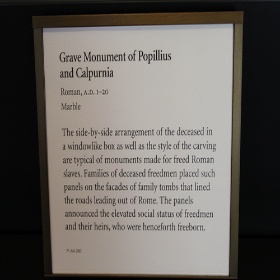 Grave Monument of Popillius
and Calpurnia
Roman, A.D. 1–20
Marble
The side-by-side arrangement of the deceased in
a windowlike box as well as the style of the carving
are typical of monuments made for freed Roman
slaves. Families of deceased freedmen placed such
panels on the facades of family tombs that lined
the roads leading out of Rome. The panels
announced the elevated social status of freedmen
and their heirs, who were henceforth freeborn.